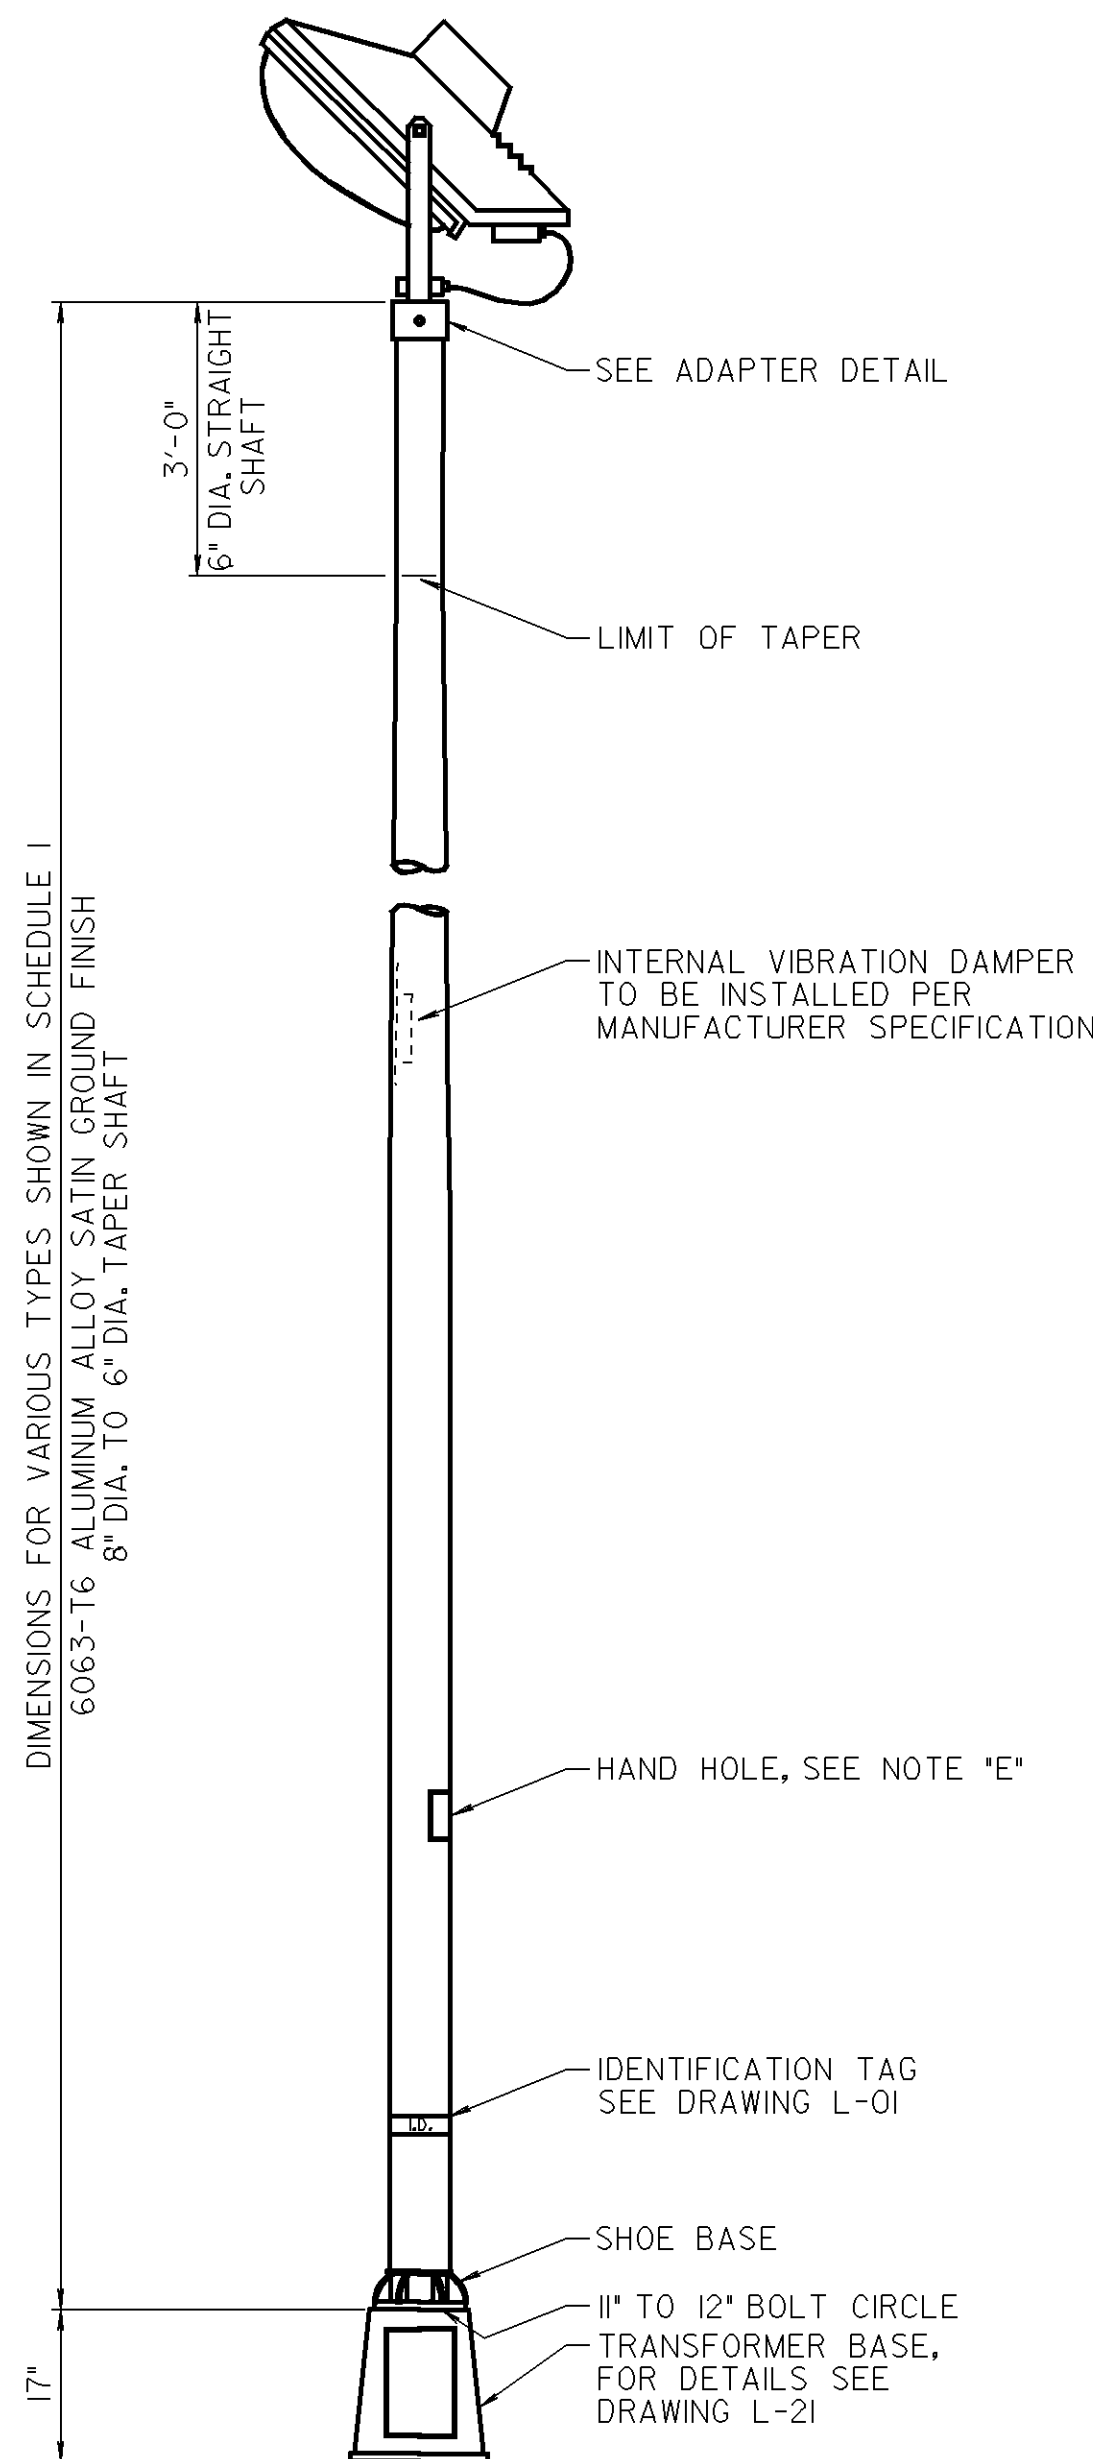 3'-0"
6" DIA. STRAIGHT
SHAFT
SEE ADAPTER DETAIL
LIMIT OF TAPER
DIMENSIONS FOR VARIOUS TYPES SHOWN IN SCHEDULE 1
6063-T6 ALUMINUM ALLOY SATIN GROUND FINISH
8" DIA. TO 6" DIA. TAPER SHAFT
INTERNAL VIBRATION DAMPER
TO BE INSTALLED PER
MANUFACTURER SPECIFICATION
HAND HOLE, SEE NOTE "E"
IDENTIFICATION TAG
SEE DRAWING L-01
I.D.
SHOE BASE
11" TO 12" BOLT CIRCLE
TRANSFORMER BASE,
FOR DETAILS SEE
DRAWING L-21
17"